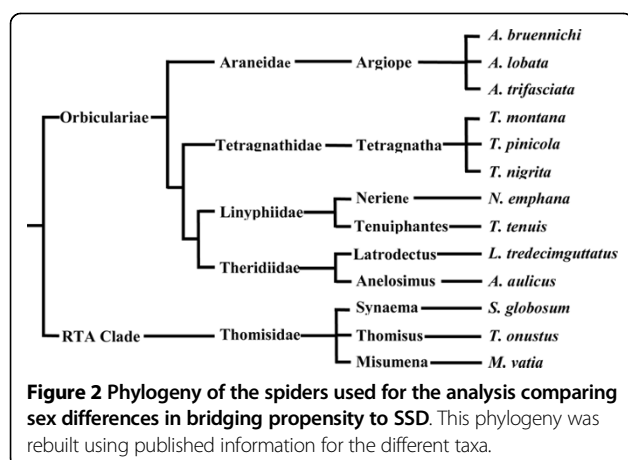 A. bruennichi
Araneidae Argiope A. lobata
Orbiculariae
A. trifasciata
T. montana
Tetragnathidae Tetragnatha T. pinicola
T. nigrita
Neriene N. emphana
Linyphiidae
Tenuiphantes T. tenuis
Latrodectus L. tredecimguttatus
Theridiidae
Anelosimus A. aulicus
Synaema S. globosum
RTA Clade Thomisidae Thomisus T. onustus
Misumena M. vatia
Figure 2 Phylogeny of the spiders used for the analysis comparing
sex differences in bridging propensity to SSD. This phylogeny was
rebuilt using published information for the different taxa.